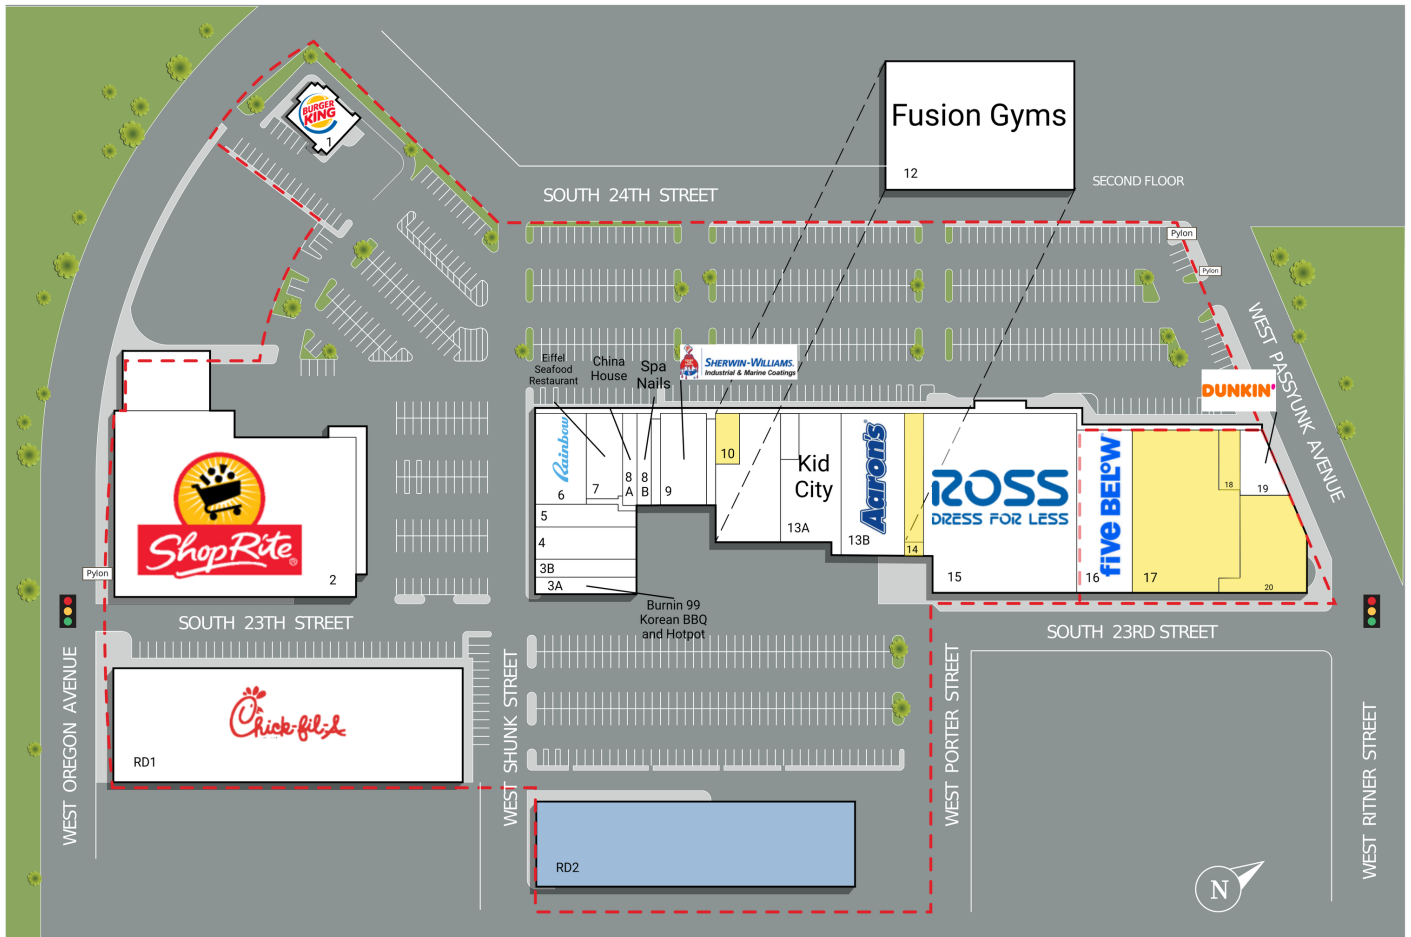 BURGER
KING
1
Fusion Gyms
12
SECOND FLOOR
SOUTH 24TH STREET
Pylon
Pylon
WEST PASSYUNK AVENUE
Eiffel
Seafood
Restaurant
China
House
Spa
Nails
SHERWIN-WILLIAMS.
Industrial & Marine Coatings
DUNKIN'
Rainbow
6
7
8
A
8
B
9
10
Kid
City
13A
Aaron's
13B
14
ROSS
DRESS FOR LESS
15
five BELOW
16
17
18
19
20
5
4
3B
3A
Burnin 99
Korean BBQ
and Hotpot
ShopRite
2
Pylon
SOUTH 23TH STREET
SOUTH 23RD STREET
WEST OREGON AVENUE
Chick-fil-A
RD1
WEST SHUNK STREET
WEST PORTER STREET
WEST RITNER STREET
RD2
N